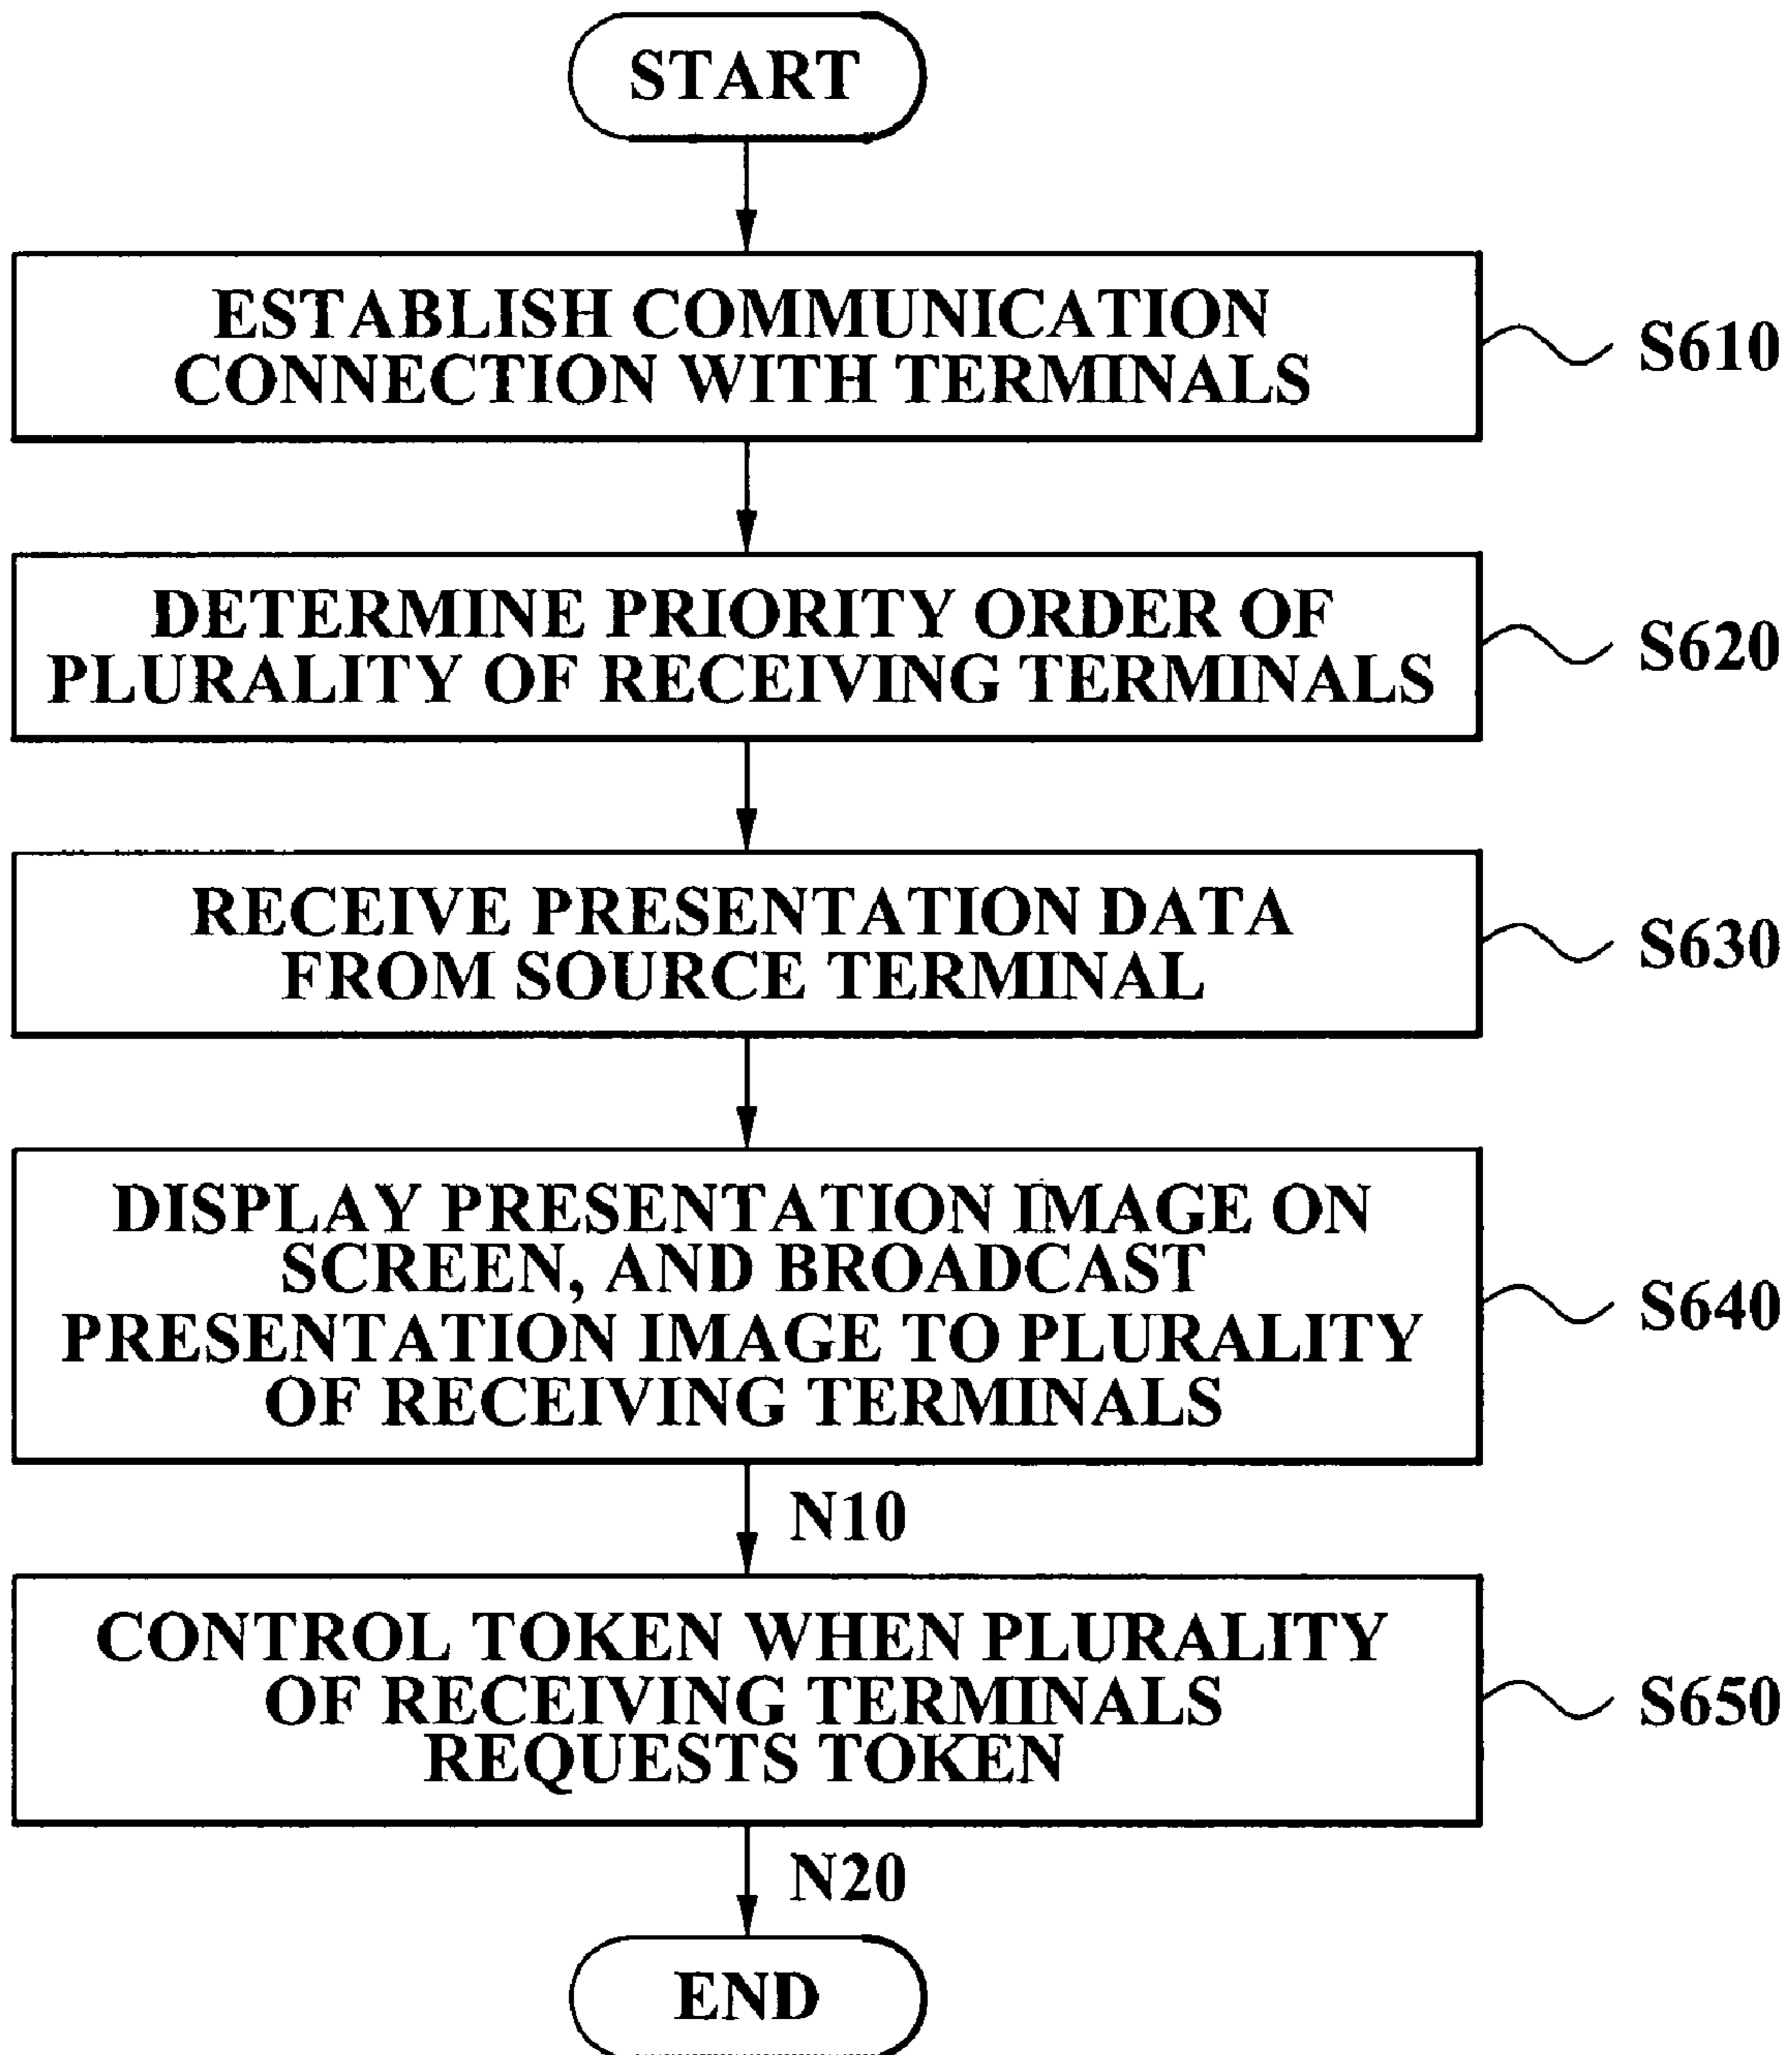 START
ESTABLISH COMMUNICATION
CONNECTION WITH TERMINALS
S610
DETERMINE PRIORITY ORDER OF
PLURALITY OF RECEIVING TERMINALS
S620
RECEIVE PRESENTATION DATA
FROM SOURCE TERMINAL
S630
DISPLAY PRESENTATION IMAGE ON
SCREEN, AND BROADCAST
PRESENTATION IMAGE TO PLURALITY
OF RECEIVING TERMINALS
S640
N10
CONTROL TOKEN WHEN PLURALITY
OF RECEIVING TERMINALS
REQUESTS TOKEN
S650
N20
END